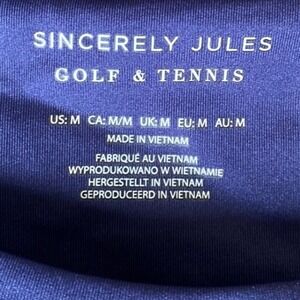 SINCERELY JULES
GOLF & TENNIS
US: M CA: M/M UK: M EU: M AU: M
MADE IN VIETNAM
FABRIQUÉ AU VIETNAM
WYPRODUKOWANO W WIETNAMIE
HERGESTELLT IN VIETNAM
GEPRODUCEERD IN VIETNAM